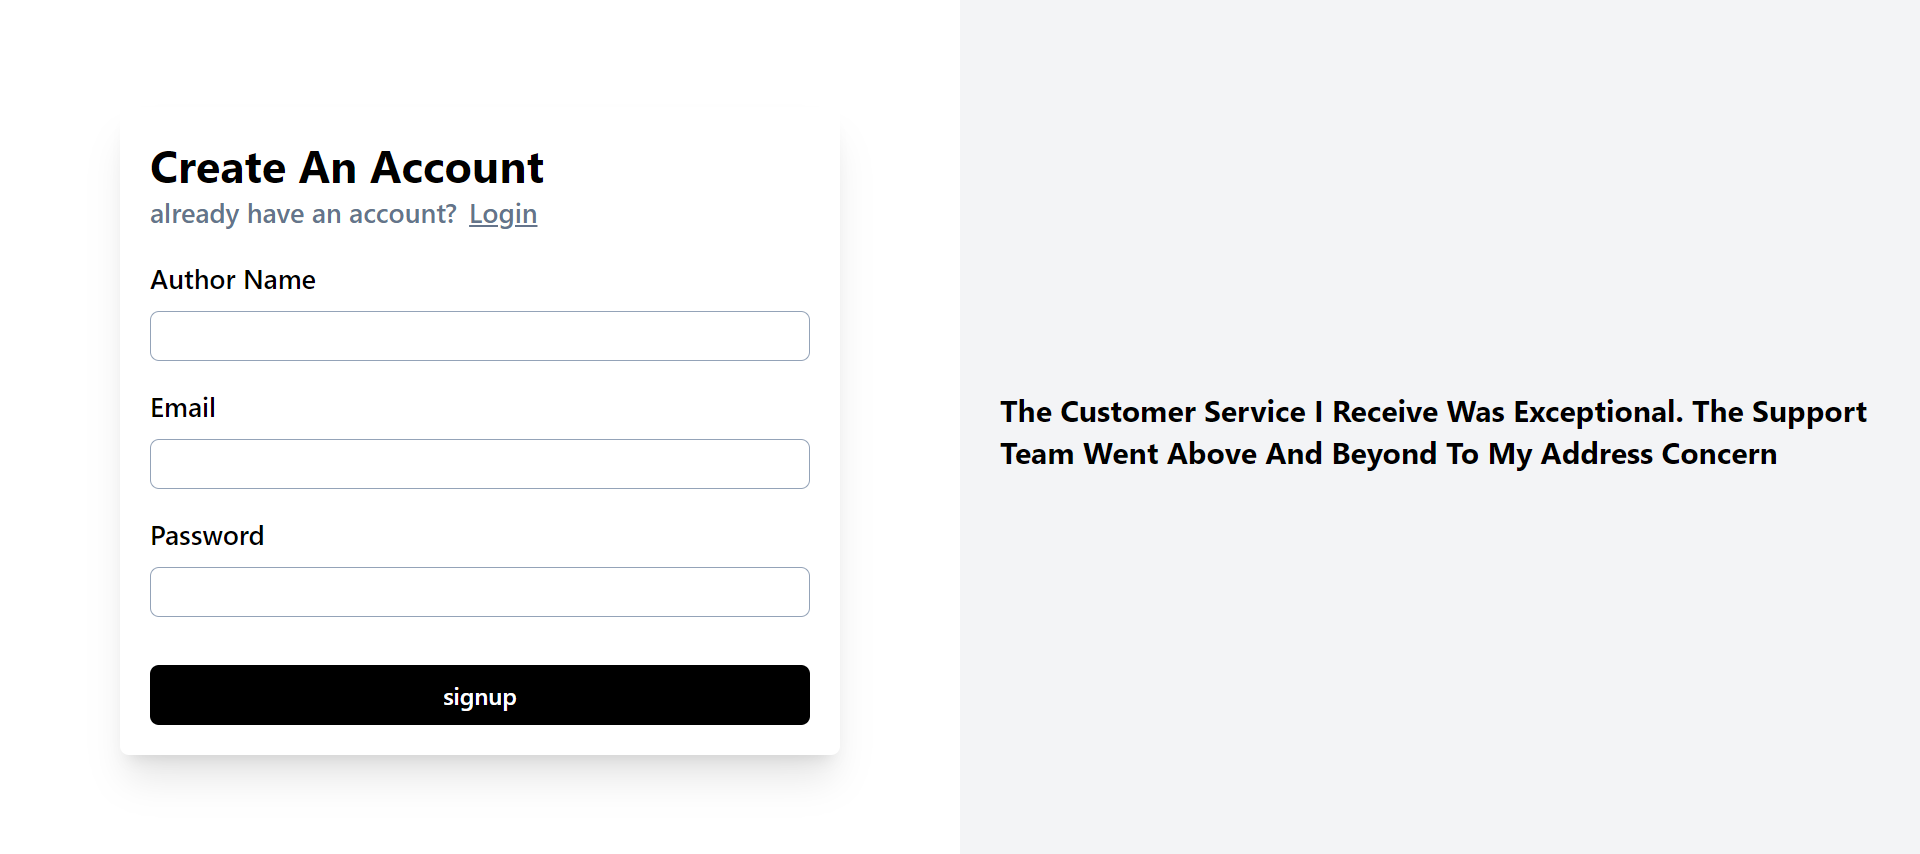 Create An Account
already have an account? Login
Author Name
Email
Password
signup
The Customer Service I Receive Was Exceptional. The Support
Team Went Above And Beyond To My Address Concern